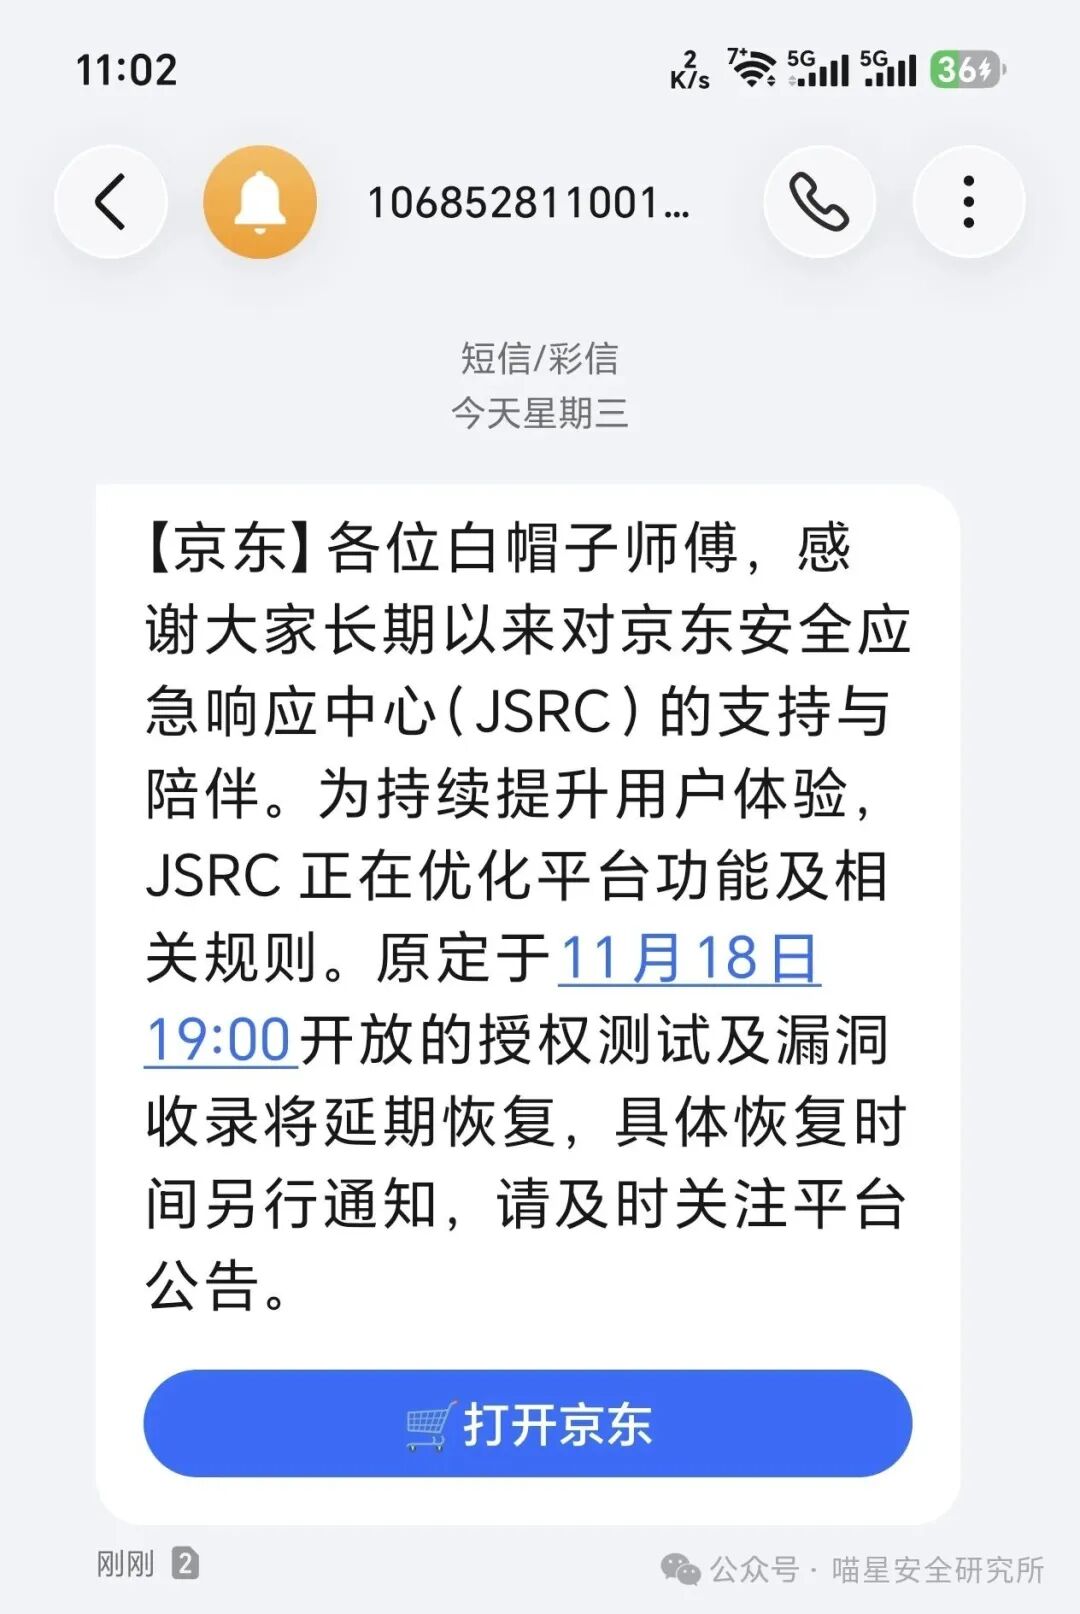 11:02
2
K/s
7+
5G
5G
36
106852811001...
短信/彩信
今天星期三
【京东】各位白帽子师傅，感
谢大家长期以来对京东安全应
急响应中心（JSRC）的支持与
陪伴。为持续提升用户体验，
JSRC 正在优化平台功能及相
关规则。原定于11月18日
19:00开放的授权测试及漏洞
收录将延期恢复，具体恢复时
间另行通知，请及时关注平台
公告。
打开京东
刚刚 2
公众号 · 喵星安全研究所